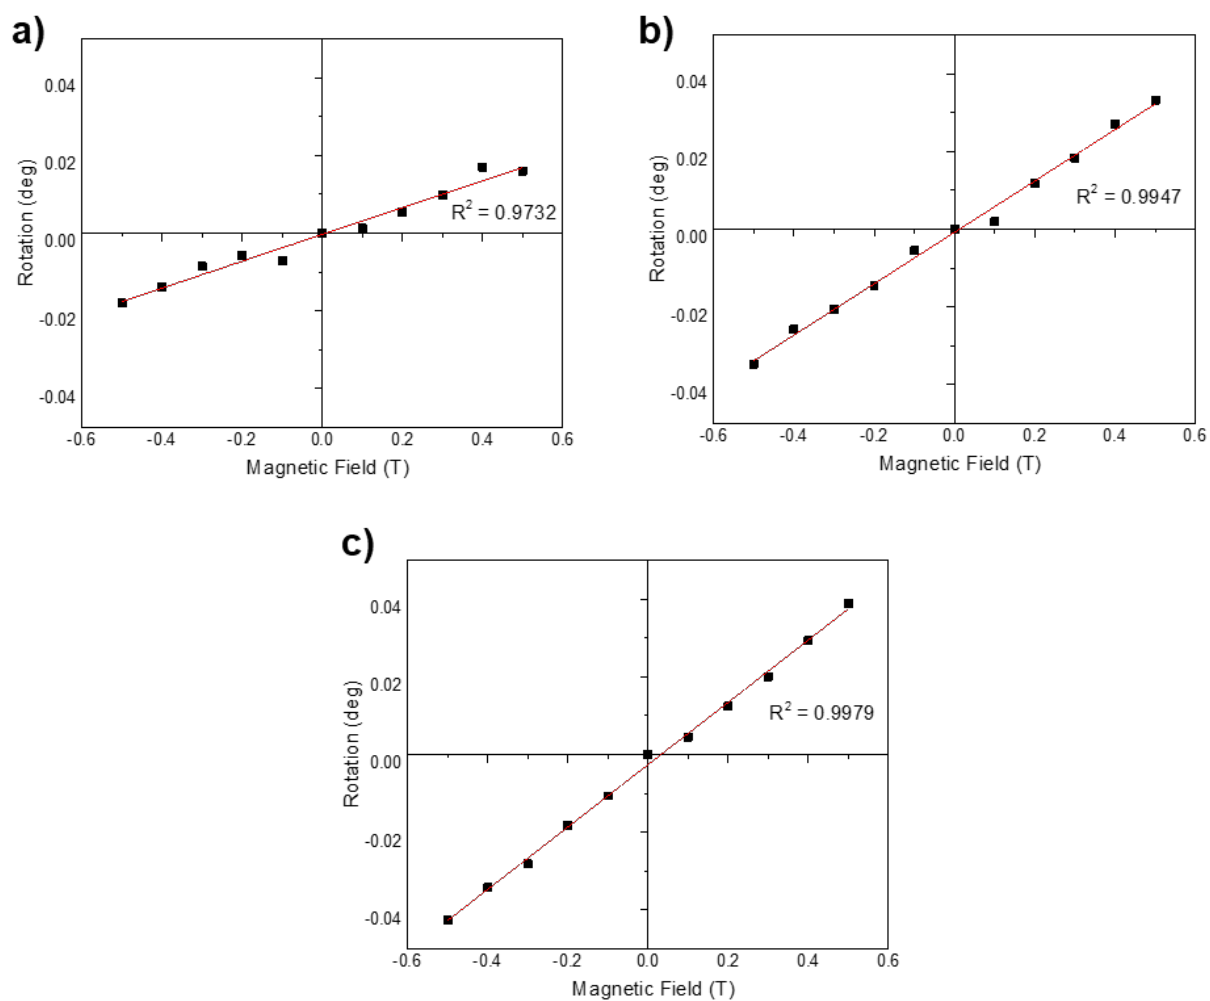 a)
0.04
0.02
0.00
-0.02
-0.04
Rotation (deg)
R² = 0.9732
-0.6 -0.4 -0.2 0.0 0.2 0.4 0.6
Magnetic Field (T)
b)
0.04
0.02
0.00
-0.02
-0.04
Rotation (deg)
R² = 0.9947
-0.6 -0.4 -0.2 0.0 0.2 0.4 0.6
Magnetic Field (T)
c)
0.04
0.02
0.00
-0.02
-0.04
Rotation (deg)
R² = 0.9979
-0.6 -0.4 -0.2 0.0 0.2 0.4 0.6
Magnetic Field (T)